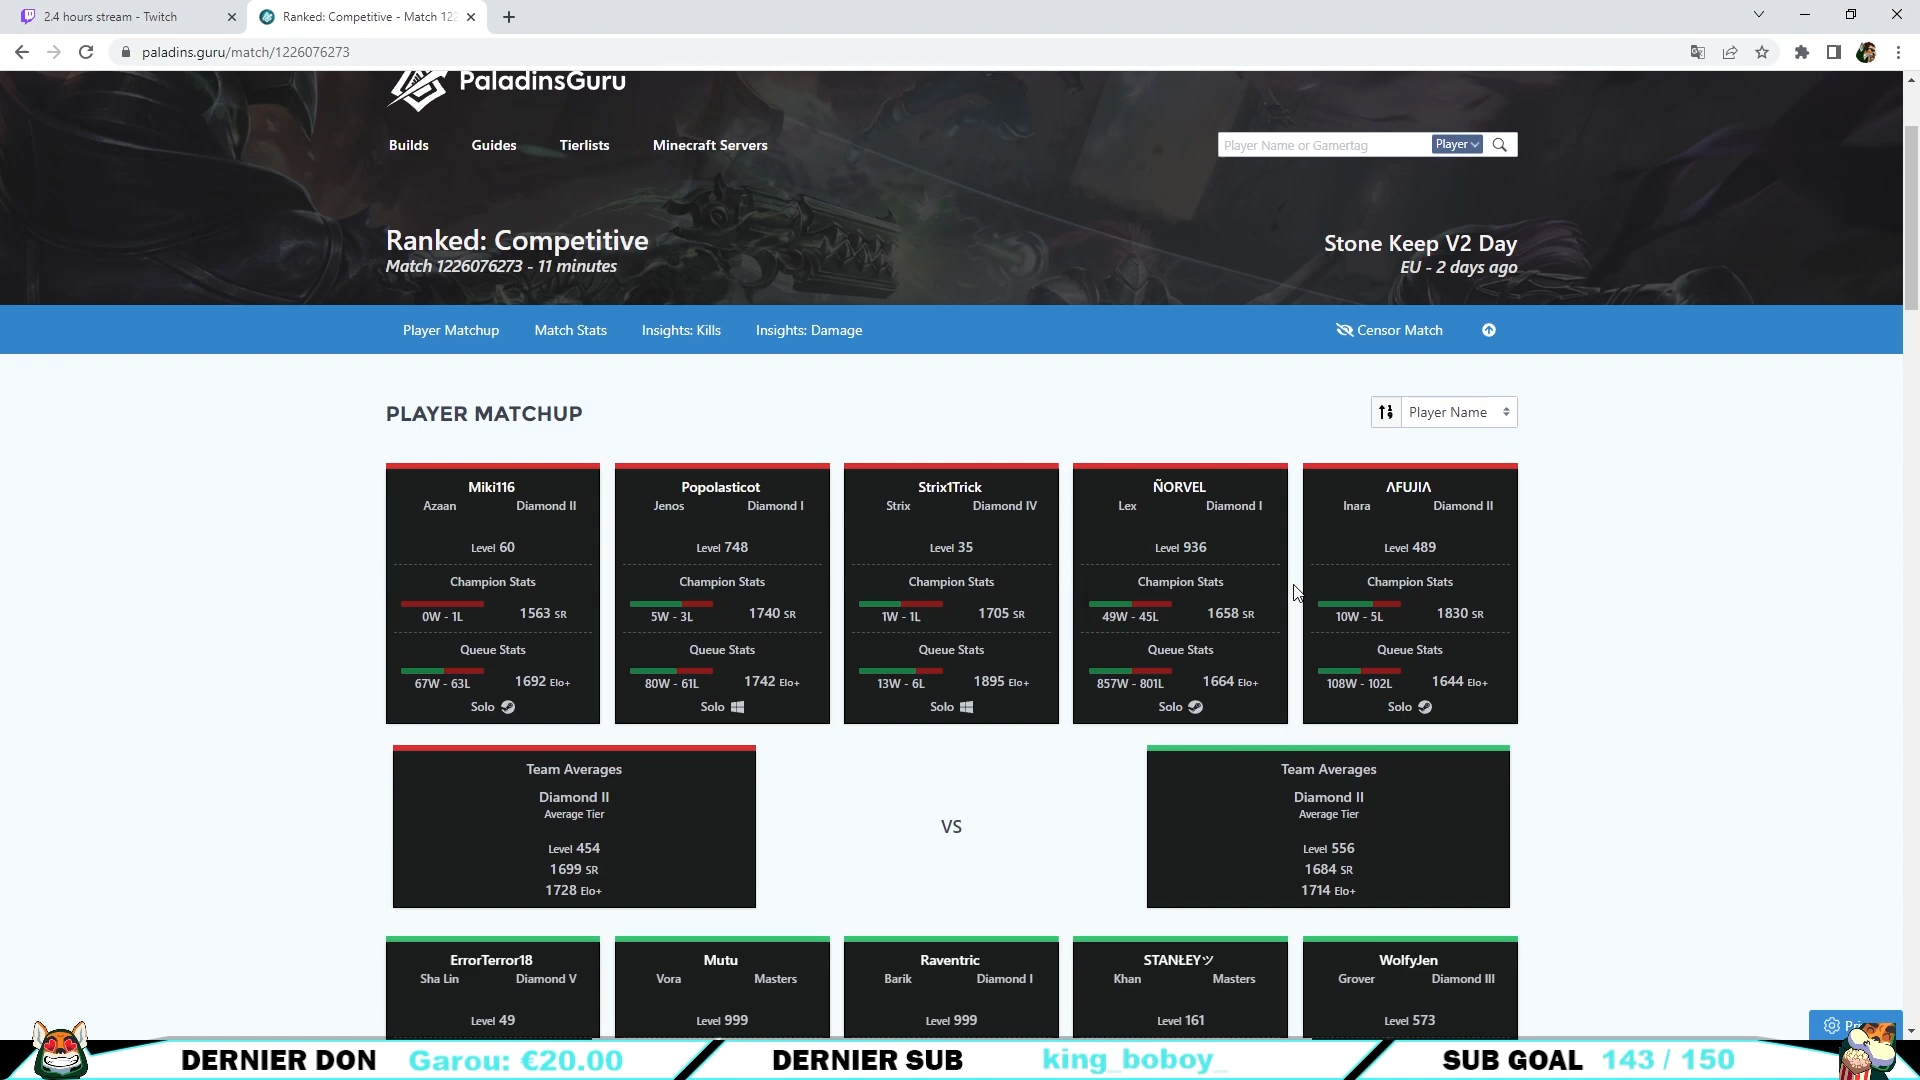 2.4 hours stream - Twitch
Ranked: Competitive - Match 122
paladins.guru/match/1226076273
PaladinsGuru
Builds Guides Tierlists Minecraft Servers
Player Name or Gamertag Player
Ranked: Competitive
Match 1226076273 - 11 minutes
Stone Keep V2 Day
EU - 2 days ago
Player Matchup Match Stats Insights: Kills Insights: Damage Censor Match
PLAYER MATCHUP
Player Name
Miki116
Azaan Diamond II
Level 60
Champion Stats
0W - 1L 1563 SR
Queue Stats
67W - 63L 1692 Elo+
Solo
Popolasticot
Jenos Diamond I
Level 748
Champion Stats
5W - 3L 1740 SR
Queue Stats
80W - 61L 1742 Elo+
Solo
Strix1Trick
Strix Diamond IV
Level 35
Champion Stats
1W - 1L 1705 SR
Queue Stats
13W - 6L 1895 Elo+
Solo
ÑORVEL
Lex Diamond I
Level 936
Champion Stats
49W - 45L 1658 SR
Queue Stats
857W - 801L 1664 Elo+
Solo
ΛFUJIΛ
Inara Diamond II
Level 489
Champion Stats
10W - 5L 1830 SR
Queue Stats
108W - 102L 1644 Elo+
Solo
Team Averages
Diamond II
Average Tier
Level 454
1699 SR
1728 Elo+
VS
Team Averages
Diamond II
Average Tier
Level 556
1684 SR
1714 Elo+
ErrorTerror18
Sha Lin Diamond V
Level 49
Mutu
Vora Masters
Level 999
Raventric
Barik Diamond I
Level 999
STANŁEYツ
Khan Masters
Level 161
WolfyJen
Grover Diamond III
Level 573
DERNIER DON Garou: €20.00 DERNIER SUB king_boboy_ SUB GOAL 143 / 150